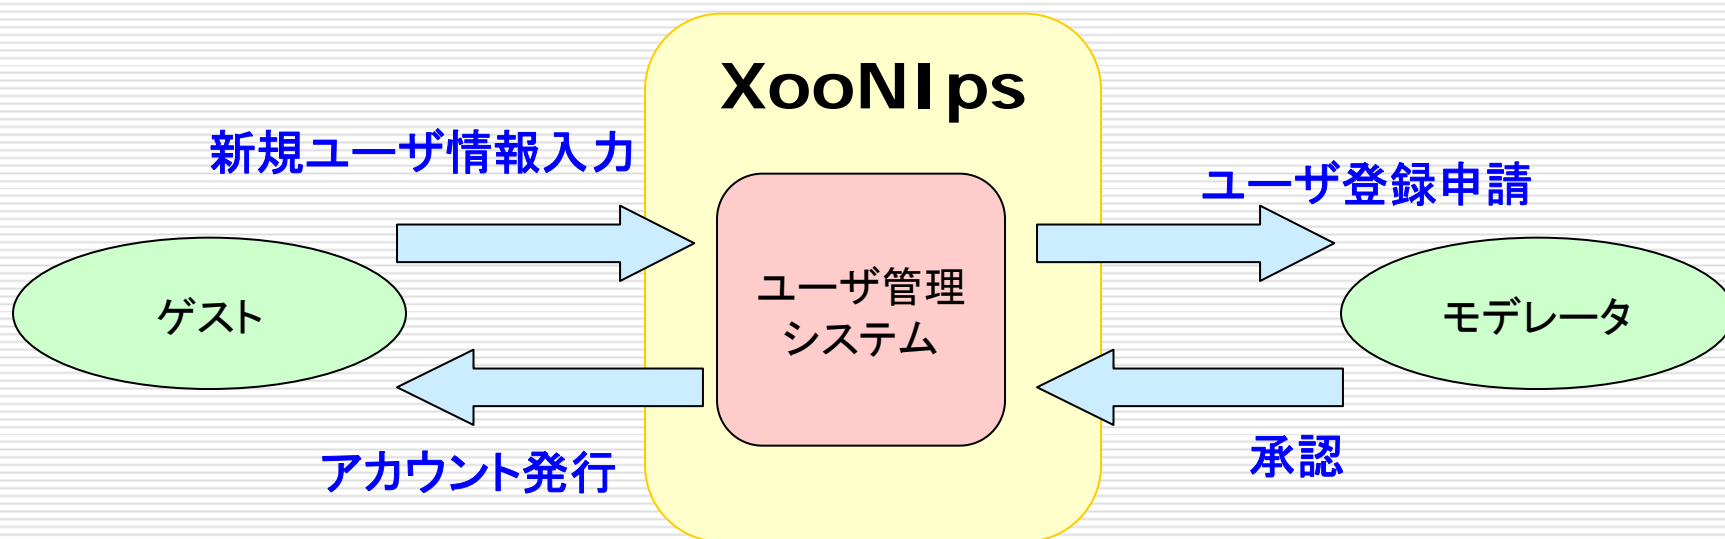 XooNIps
新規ユーザ情報入力
ユーザ登録申請
ゲスト
ユーザ管理
システム
モデレータ
アカウント発行
承認